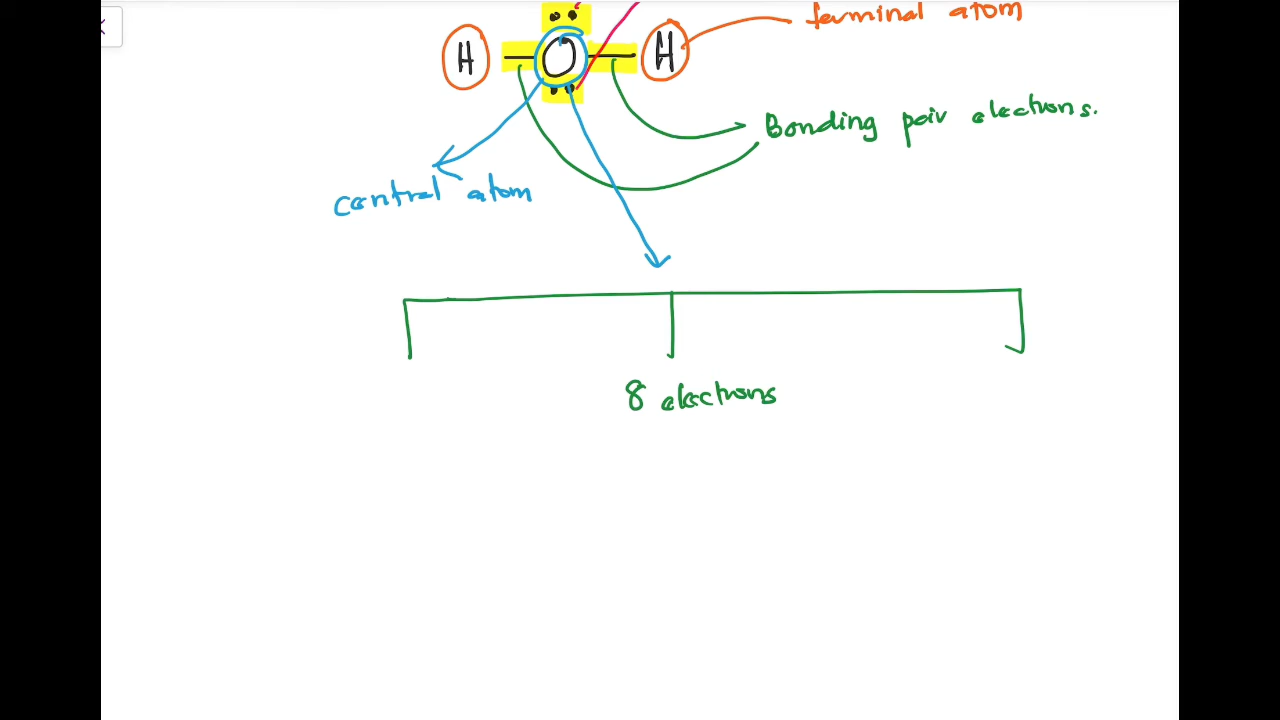 terminal atom
H O H
Bonding pair electrons.
central atom
8 electrons